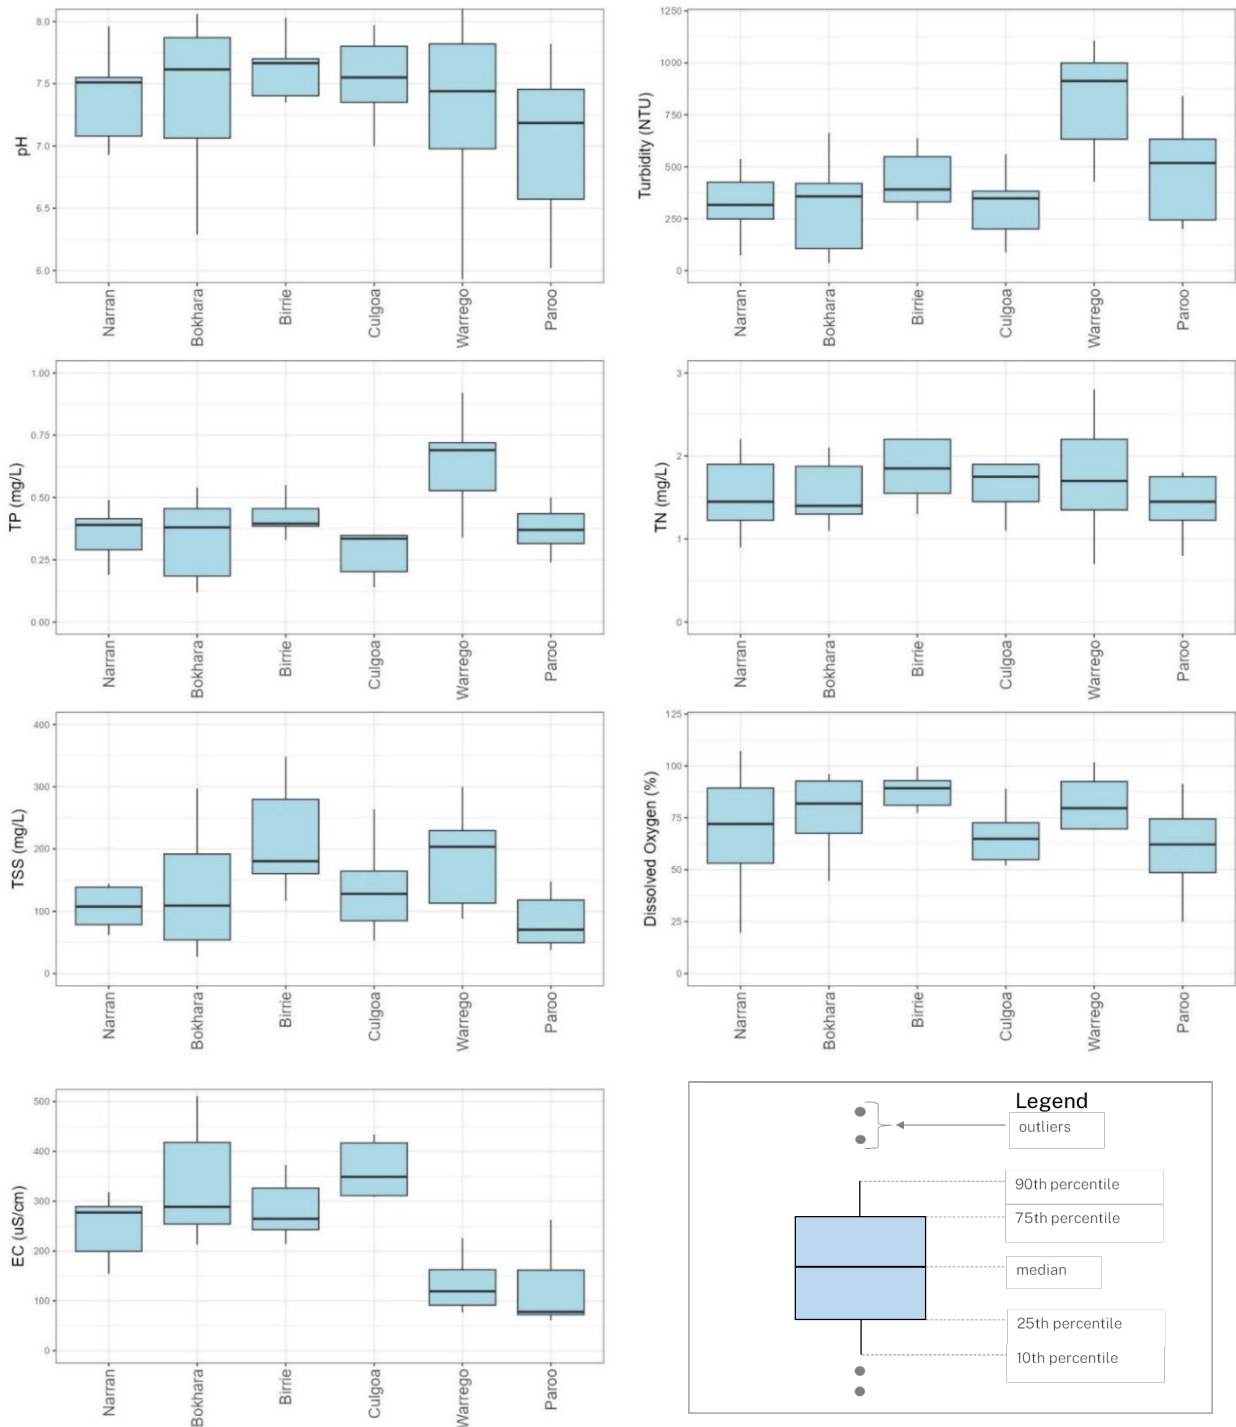 pH
8.0
7.5
7.0
6.5
6.0
Narran
Bokhara
Birrie
Culgoa
Warrego
Paroo
Turbidity (NTU)
1250
1000
750
500
250
0
Narran
Bokhara
Birrie
Culgoa
Warrego
Paroo
TP (mg/L)
1.00
0.75
0.50
0.25
0.00
Narran
Bokhara
Birrie
Culgoa
Warrego
Paroo
TN (mg/L)
3
2
1
0
Narran
Bokhara
Birrie
Culgoa
Warrego
Paroo
TSS (mg/L)
400
300
200
100
0
Narran
Bokhara
Birrie
Culgoa
Warrego
Paroo
Dissolved Oxygen (%)
125
100
75
50
25
0
Narran
Bokhara
Birrie
Culgoa
Warrego
Paroo
EC (uS/cm)
500
400
300
200
100
0
Narran
Bokhara
Birrie
Culgoa
Warrego
Paroo
Legend
outliers
90th percentile
75th percentile
median
25th percentile
10th percentile